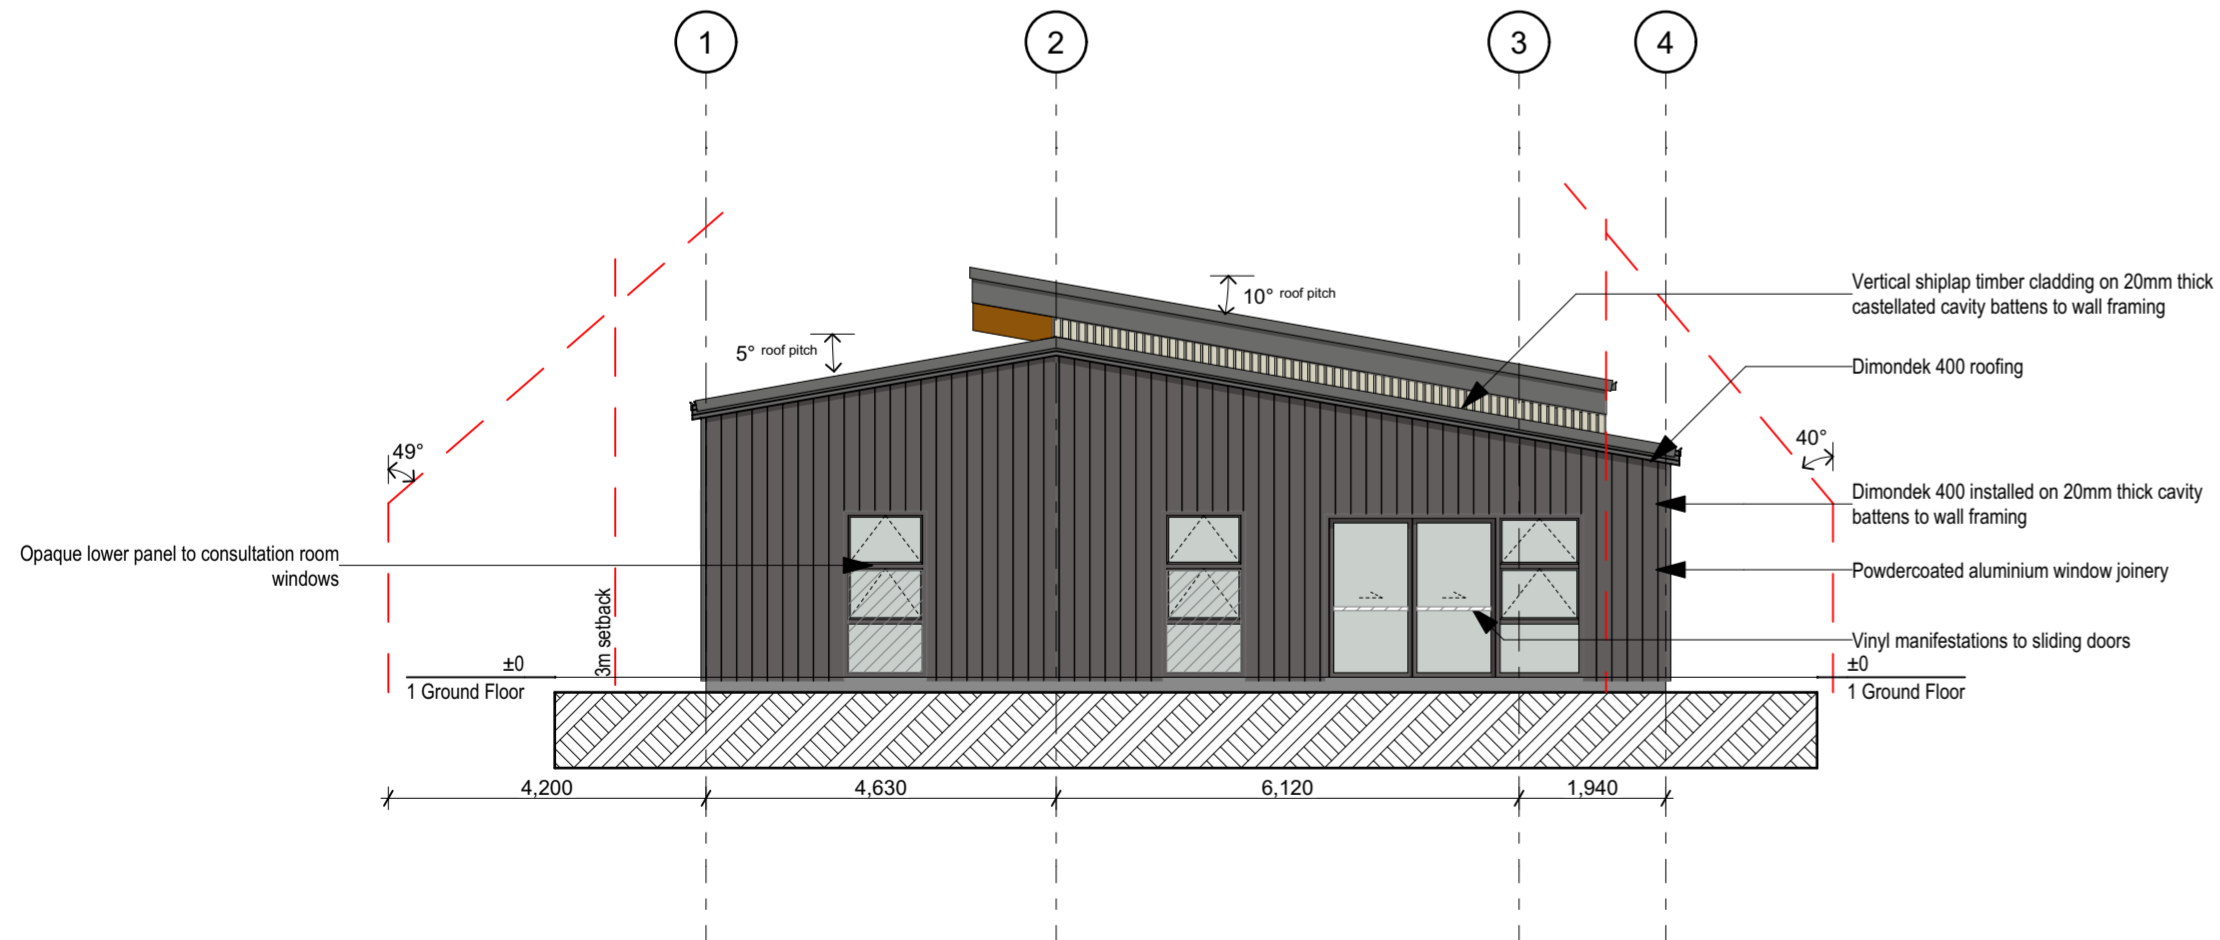 1
2
3
4
10° roof pitch
5° roof pitch
Vertical shiplap timber cladding on 20mm thick
castellated cavity battens to wall framing
Dimondek 400 roofing
49°
40°
Dimondek 400 installed on 20mm thick cavity
battens to wall framing
Opaque lower panel to consultation room
windows
Powdercoated aluminium window joinery
3m setback
Vinyl manifestations to sliding doors
±0
1 Ground Floor
±0
1 Ground Floor
4,200
4,630
6,120
1,940